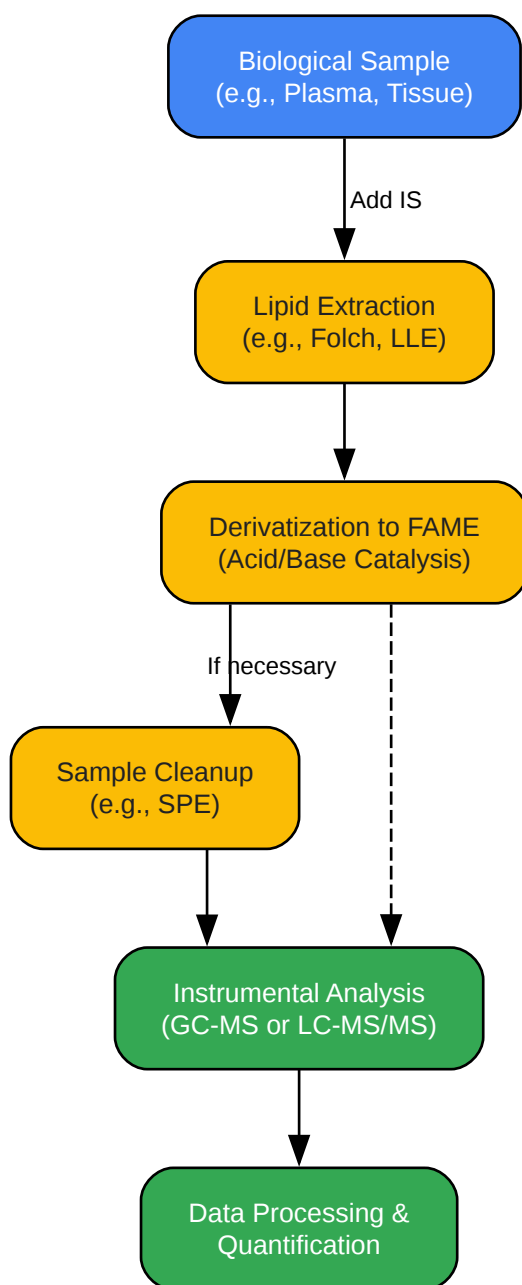 Biological Sample
(e.g., Plasma, Tissue)
Add IS
Lipid Extraction
(e.g., Folch, LLE)
Derivatization to FAME
(Acid/Base Catalysis)
If necessary
Sample Cleanup
(e.g., SPE)
Instrumental Analysis
(GC-MS or LC-MS/MS)
Data Processing &
Quantification